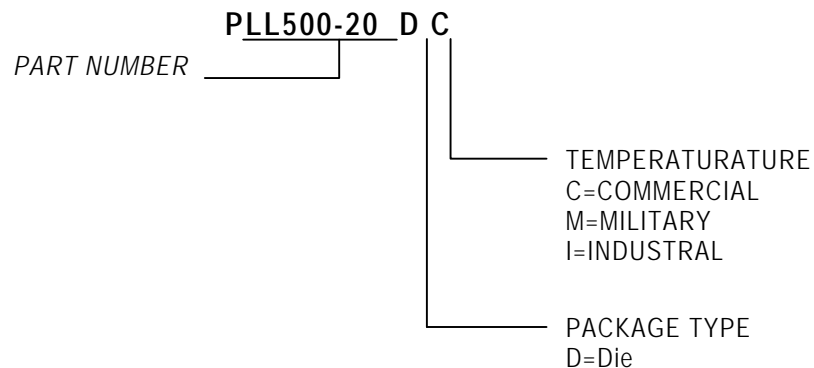 PLL500-20 D C
PART NUMBER
TEMPERATURATURE
C=COMMERCIAL
M=MILITARY
I=INDUSTRAL
PACKAGE TYPE
D=Die